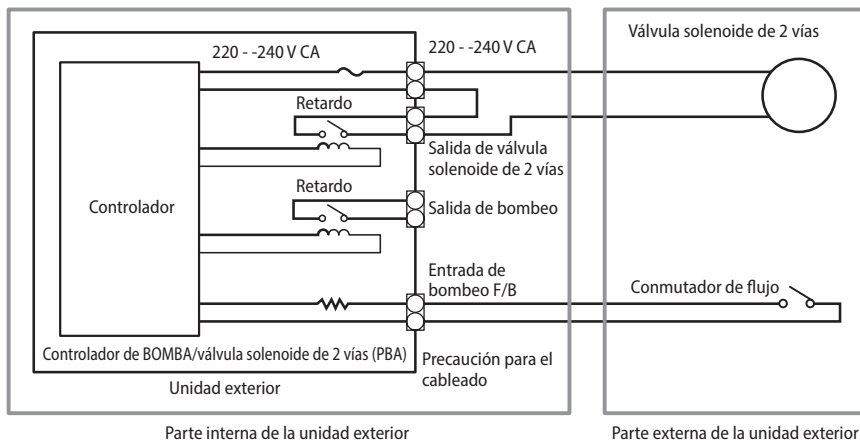 220 - -240 V CA
220 - -240 V CA
Válvula solenoide de 2 vías
Retardo
Salida de válvula
solenoide de 2 vías
Retardo
Controlador
Salida de bombeo
Entrada de
bombeo F/B
Conmutador de flujo
Controlador de BOMBA/válvula solenoide de 2 vías (PBA)
Precaución para el
cableado
Unidad exterior
Parte interna de la unidad exterior
Parte externa de la unidad exterior